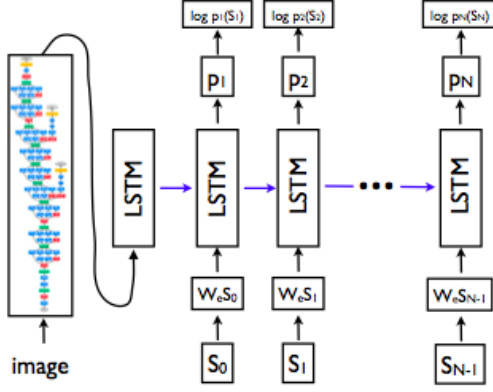 log p₁(S₁) log p₂(S₂) log pN(SN)
p₁ p₂ pN
LSTM LSTM LSTM ••• LSTM
WₑS₀ WₑS₁ WₑSN-1
image S₀ S₁ SN-1